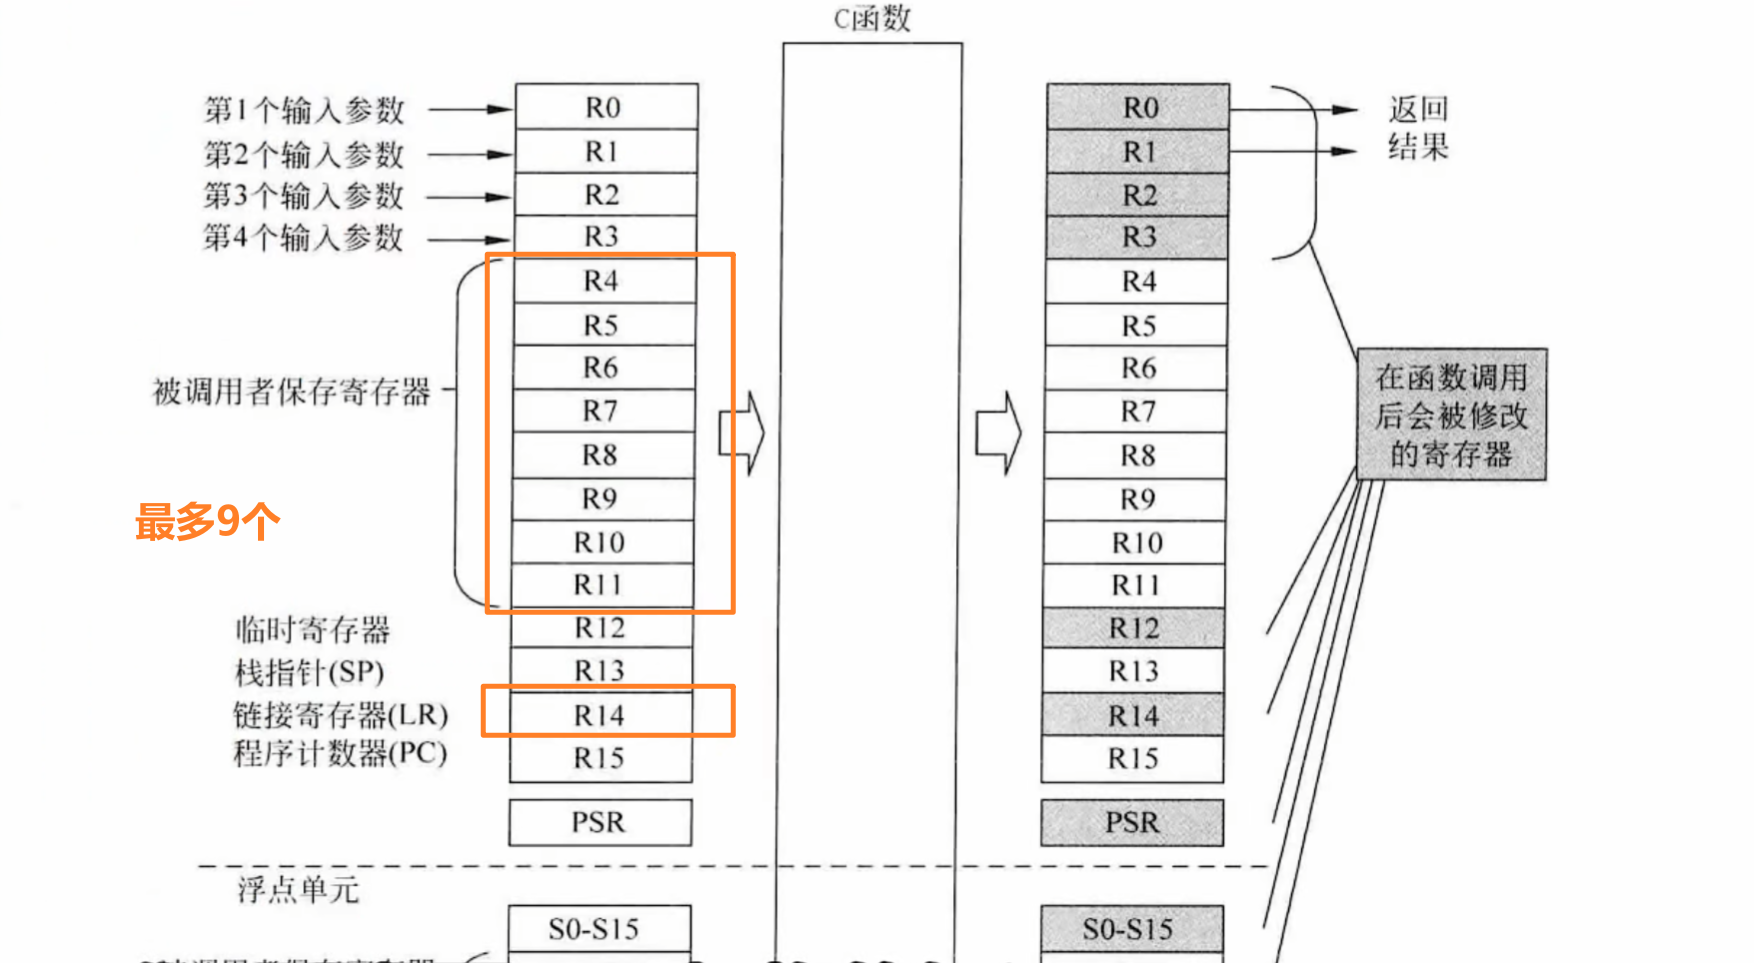 C函数
第1个输入参数 R0 R0 返回
第2个输入参数 R1 R1 结果
第3个输入参数 R2 R2
第4个输入参数 R3 R3
R4 R4
R5 R5
R6 R6 在函数调用
被调用者保存寄存器 R7 R7 后会被修改
R8 R8 的寄存器
R9 R9
最多9个
R10 R10
R11 R11
临时寄存器 R12 R12
栈指针(SP) R13 R13
链接寄存器(LR) R14 R14
程序计数器(PC) R15 R15
PSR PSR
浮点单元
S0-S15 S0-S15